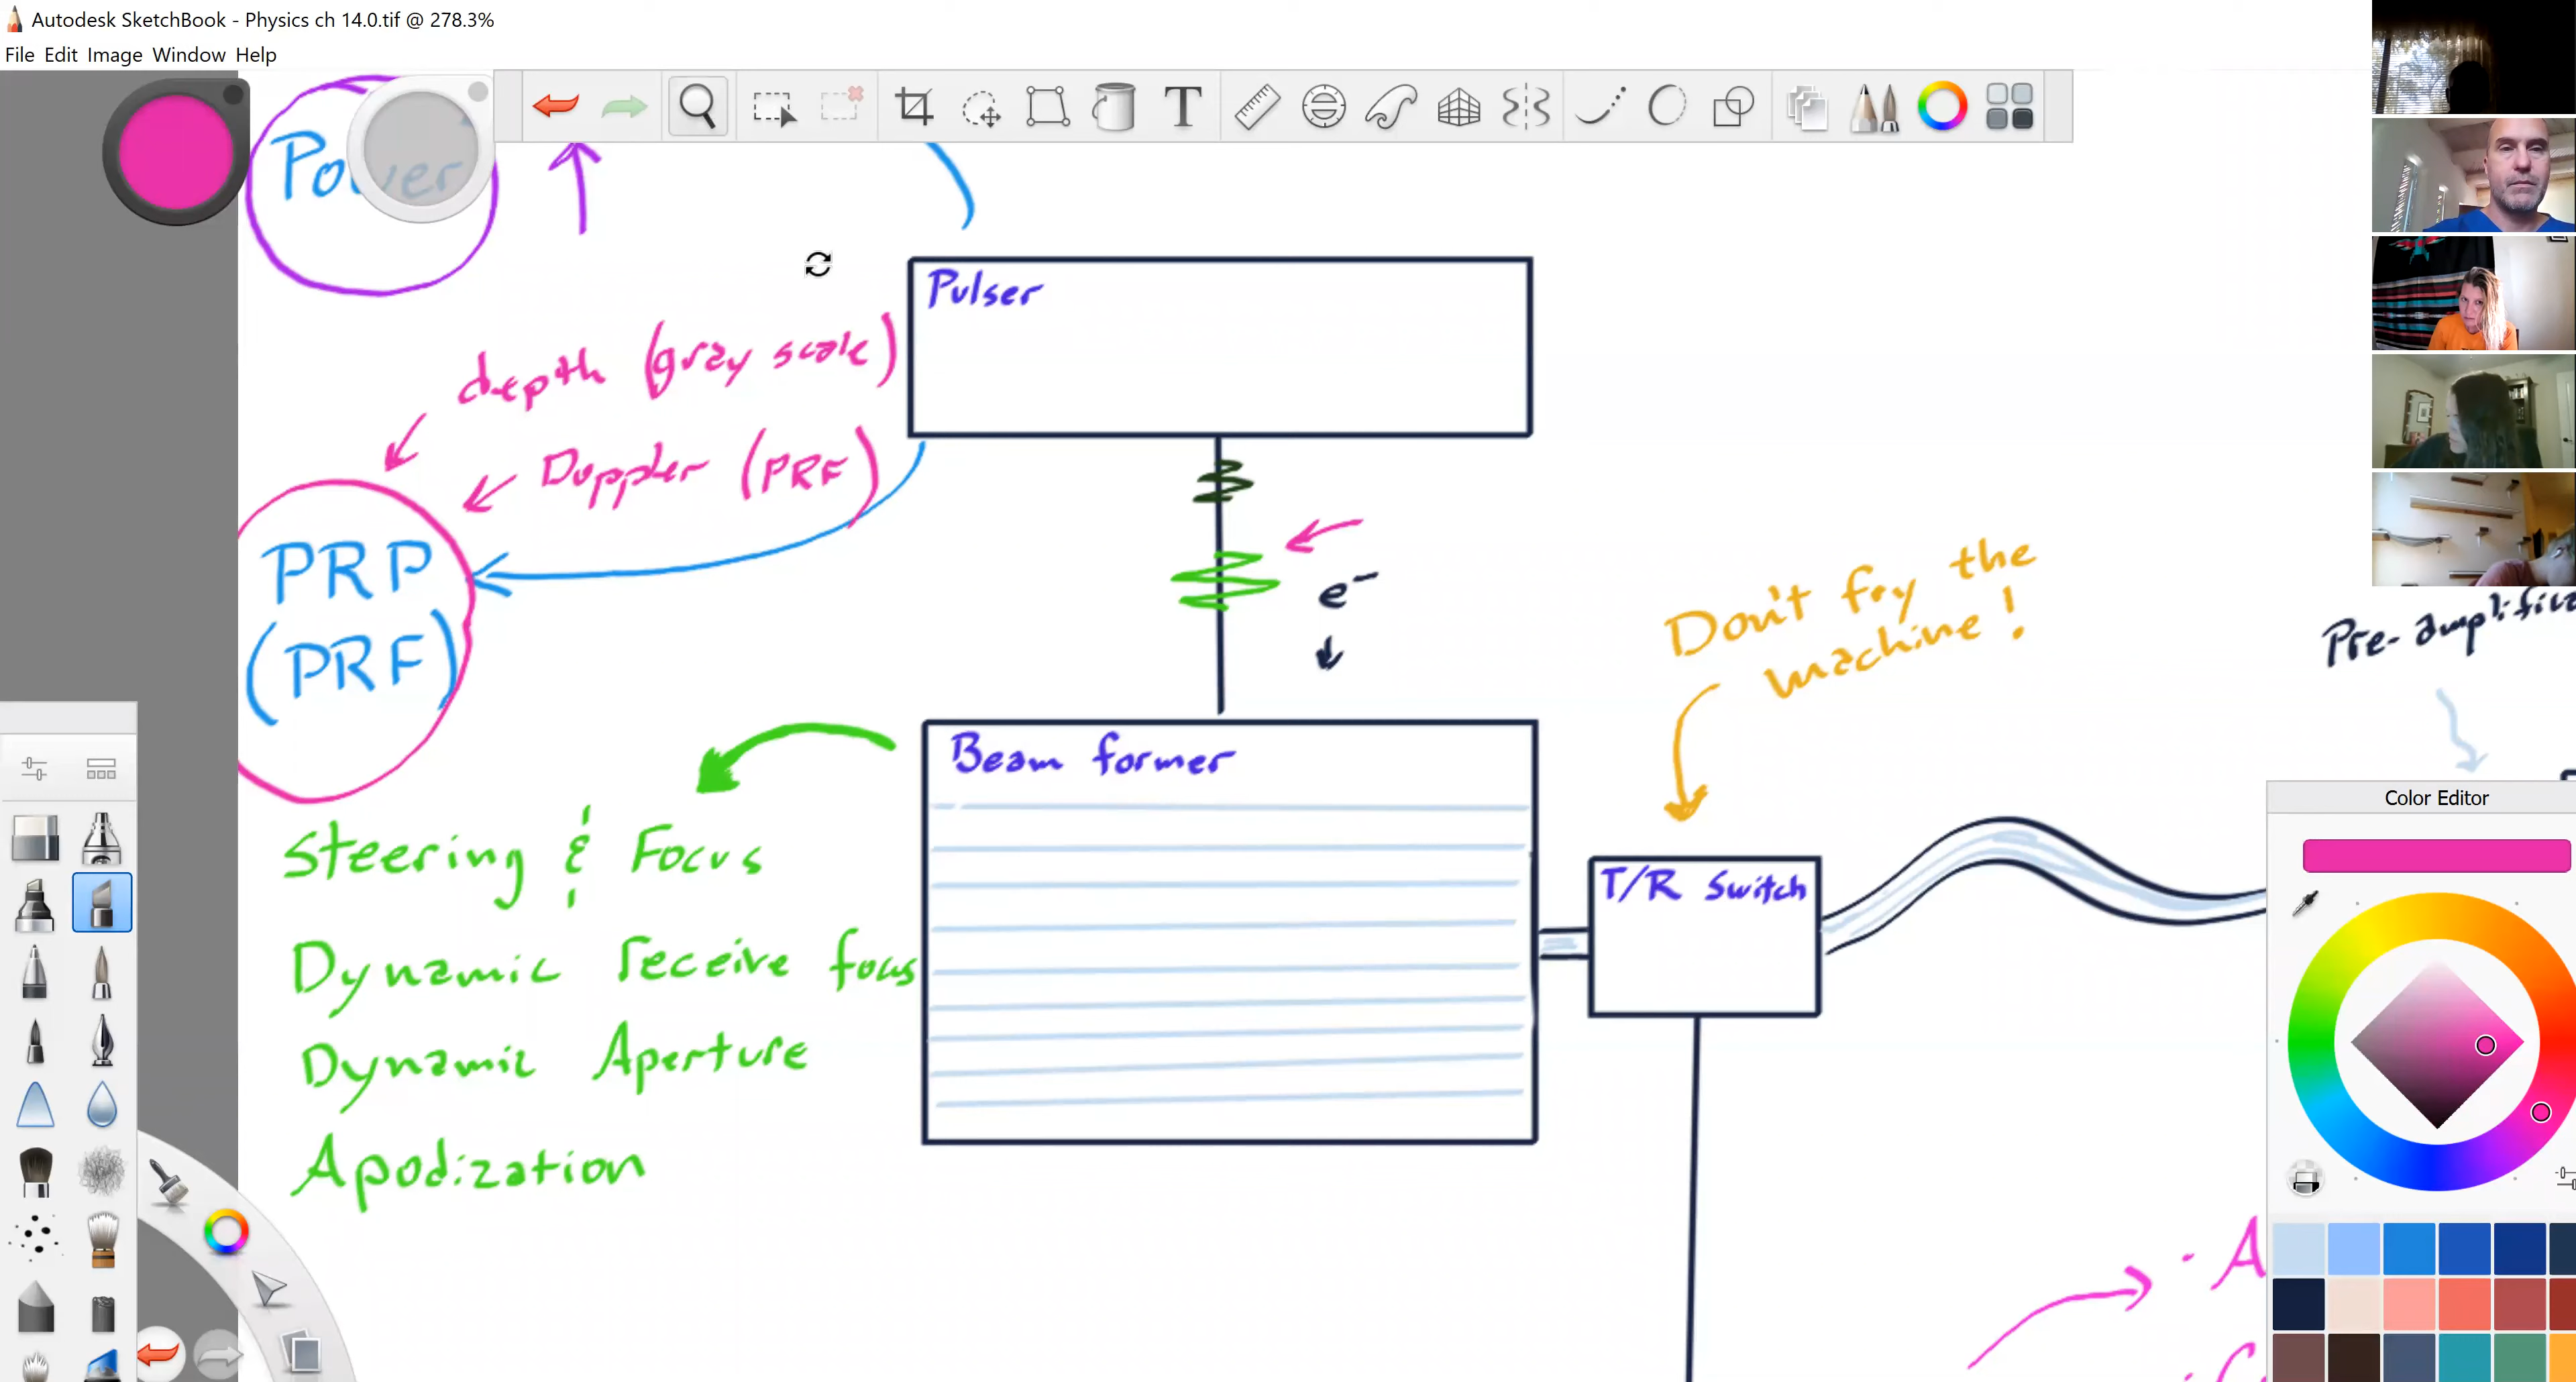 Autodesk SketchBook - Physics ch 14.0.tif @ 278.3%
File Edit Image Window Help
T
Power
Pulser
depth (gray scale)
Doppler (PRF)
PRP
(PRF)
e⁻
Don't fry the
machine!
Beam former
Steering & Focus
Dynamic receive focus
Dynamic Aperture
Apodization
T/R Switch
Color Editor